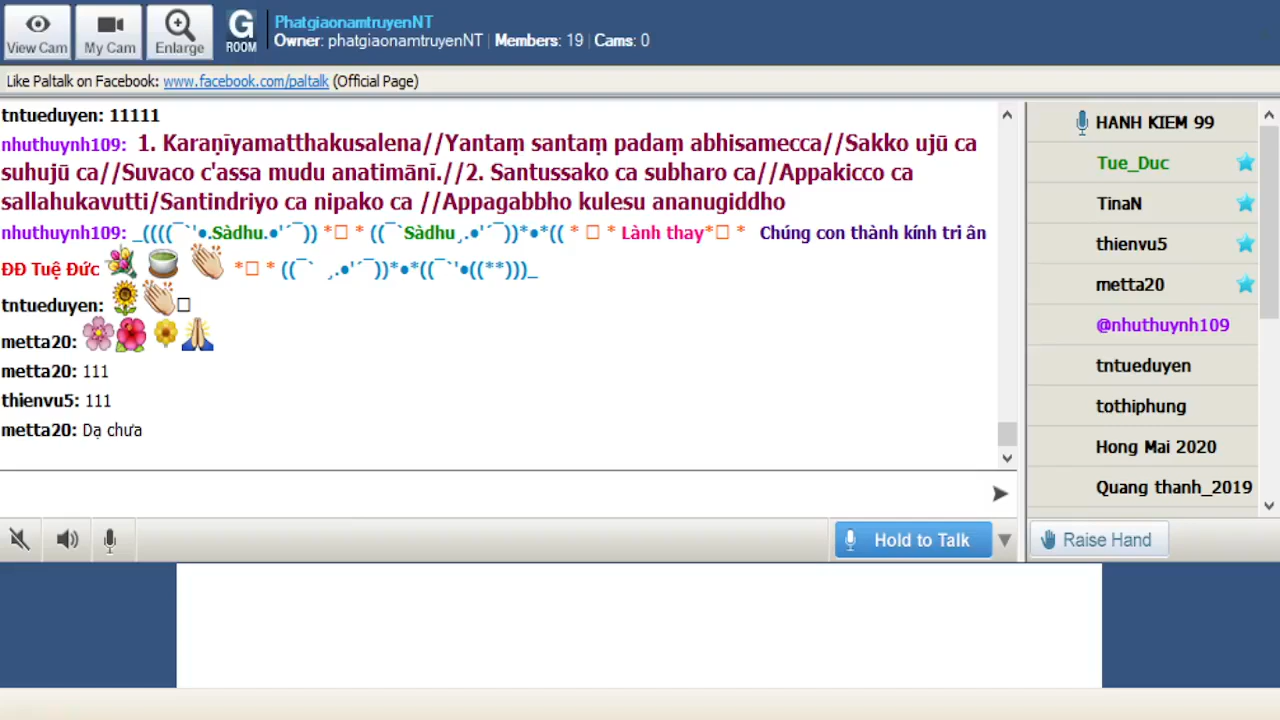 View Cam
My Cam
Enlarge
G
ROOM
PhatgiaonamtruyenNT
Owner: phatgiaonamtruyenNT | Members: 19 | Cams: 0
Like Paltalk on Facebook: www.facebook.com/paltalk (Official Page)
tntueduyen: 11111
nhuthuynh109: 1. Karaṇīyamatthakusalena//Yantaṃ santaṃ padaṃ abhisamecca//Sakko ujū ca
suhujū ca//Suvaco c'assa mudu anatimānī.//2. Santussako ca subharo ca//Appakicco ca
sallahukavutti/Santindriyo ca nipako ca //Appagabbho kulesu ananugiddho
nhuthuynh109: _((((¯`'•.Sàdhu.•'´¯)) *□ * ((¯`Sàdhu¸.•'´¯))*•*(( * □ * Lành thay*□ * Chúng con thành kính tri ân
ĐĐ Tuệ Đức 💐 🍵 👏 *□ * ((¯` ¸.•'´¯))*•*((¯`'•((**)))_
tntueduyen: 🌻 👏□
metta20: 🌸🌺 🌼🙏
metta20: 111
thienvu5: 111
metta20: Dạ chưa
Hold to Talk
HANH KIEM 99
Tue_Duc
TinaN
thienvu5
metta20
@nhuthuynh109
tntueduyen
tothiphung
Hong Mai 2020
Quang thanh_2019
Raise Hand